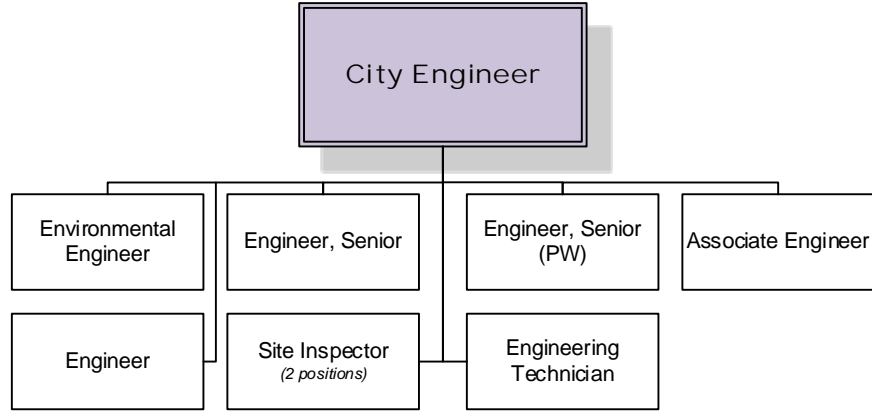 City Engineer
Environmental
Engineer
Engineer, Senior
Engineer, Senior
(PW)
Associate Engineer
Engineer
Site Inspector
(2 positions)
Engineering
Technician